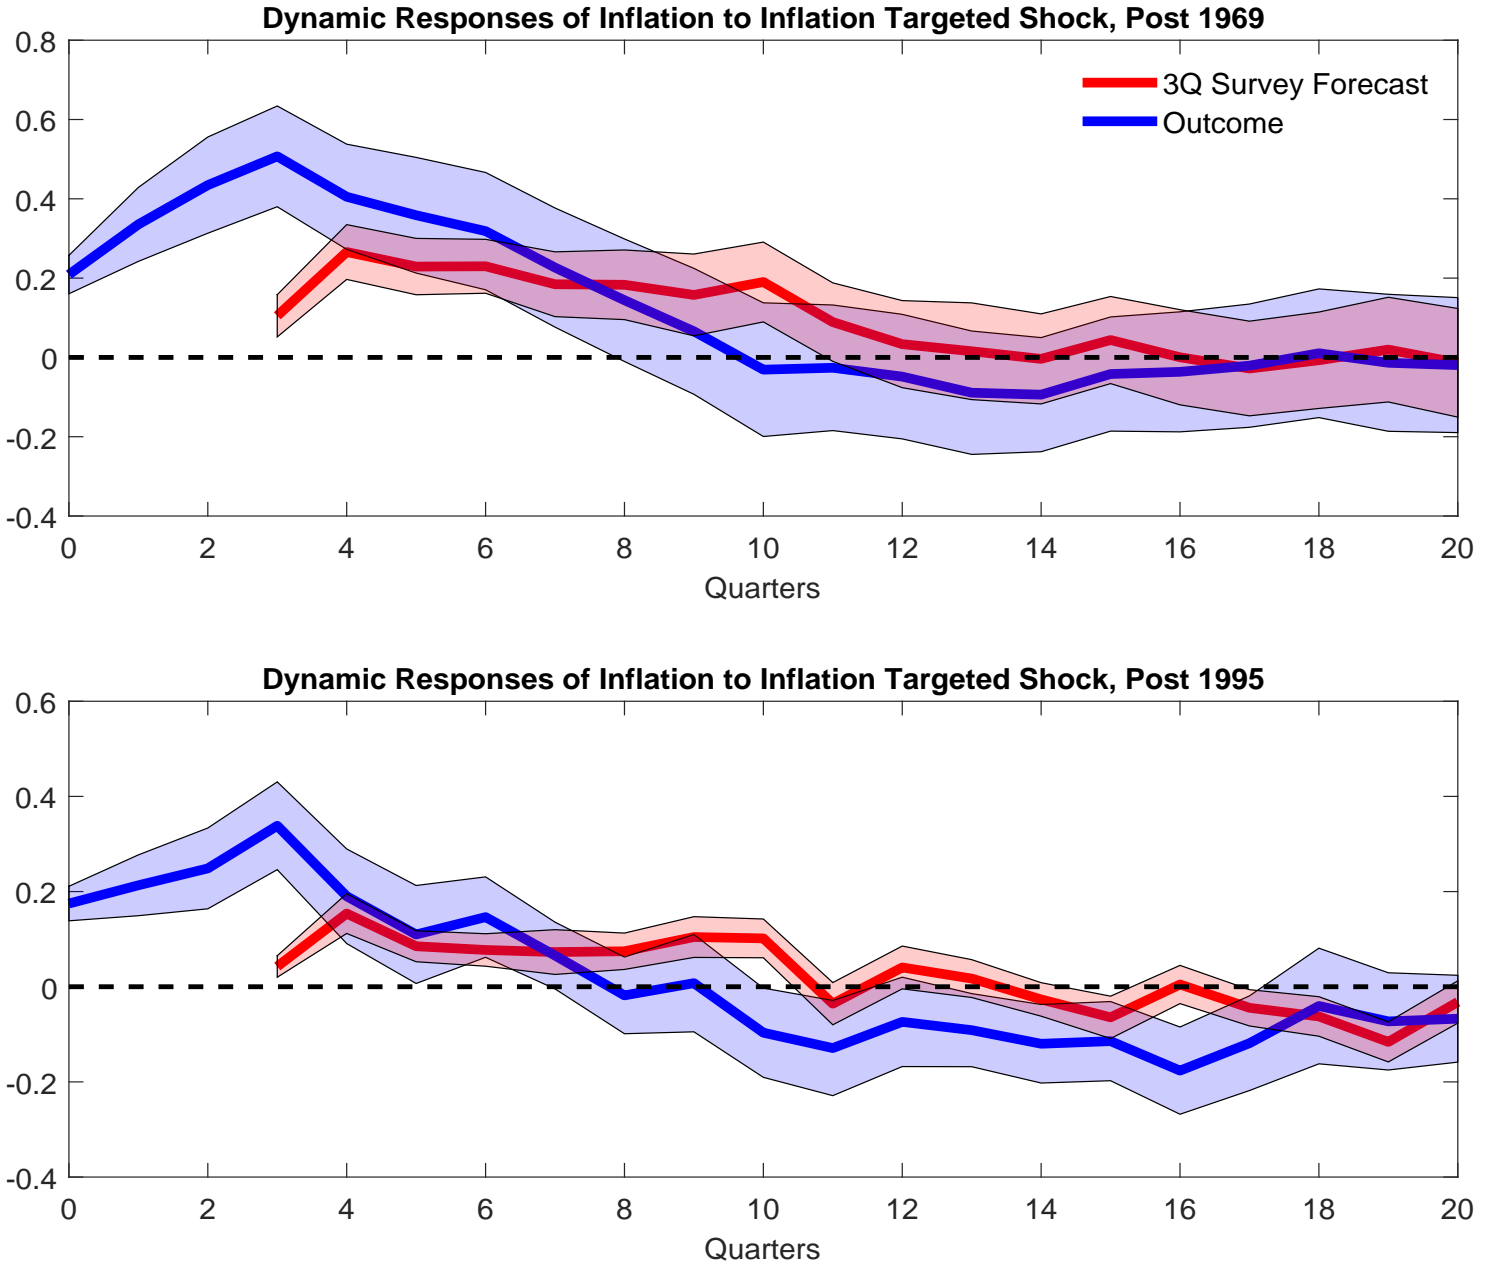 Dynamic Responses of Inflation to Inflation Targeted Shock, Post 1969
0.8
0.6
0.4
0.2
0
-0.2
-0.4
3Q Survey Forecast
Outcome
0 2 4 6 8 10 12 14 16 18 20
Quarters
Dynamic Responses of Inflation to Inflation Targeted Shock, Post 1995
0.6
0.4
0.2
0
-0.2
-0.4
0 2 4 6 8 10 12 14 16 18 20
Quarters